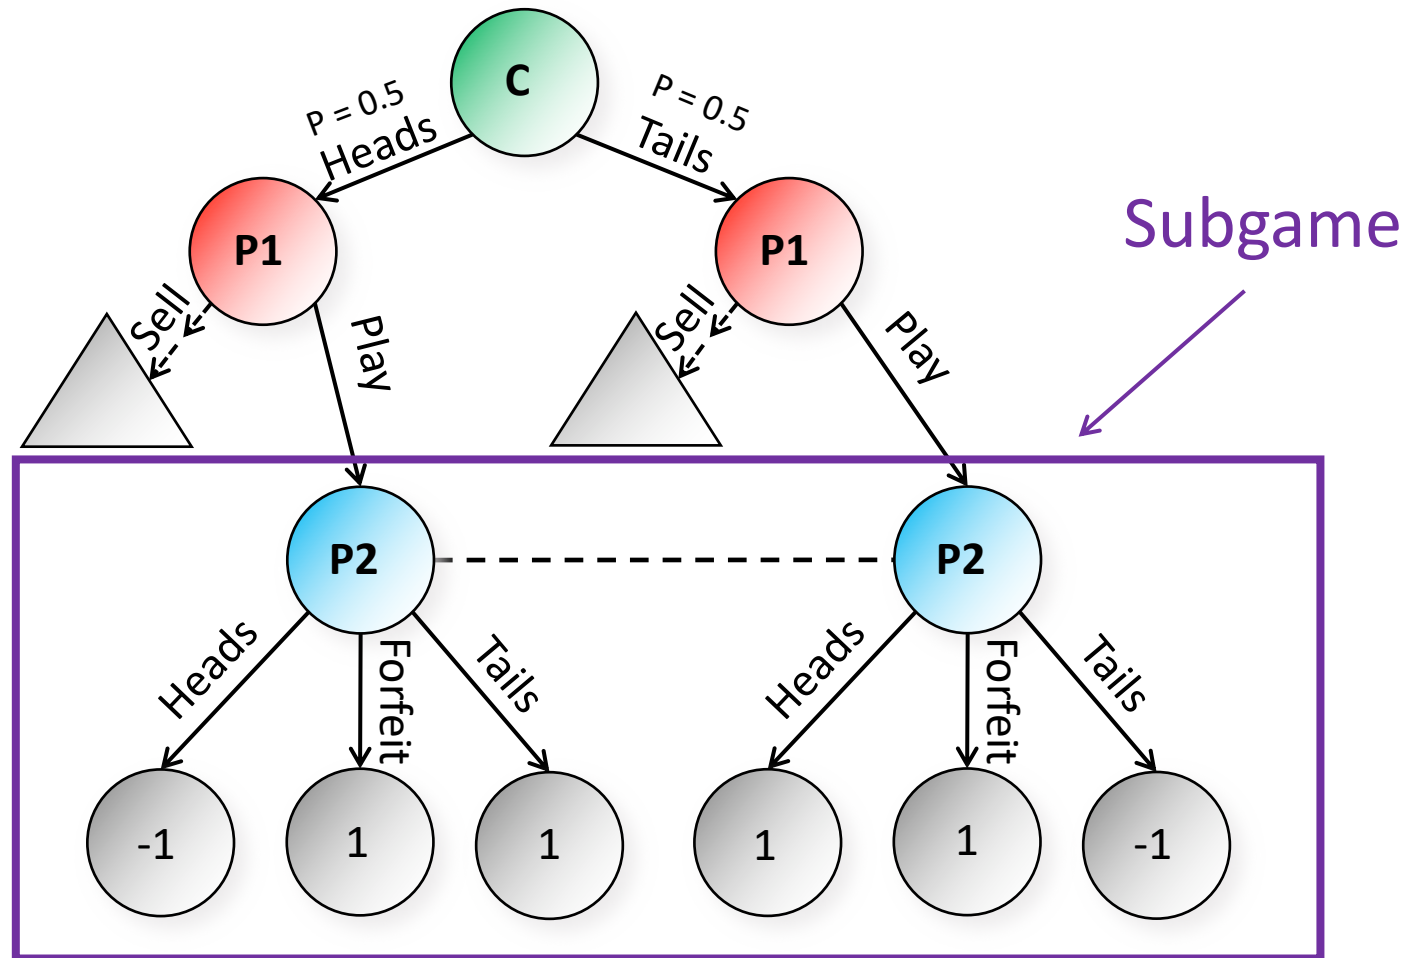 C
P = 0.5
P = 0.5
Heads
Tails
Subgame
P1
P1
Sell
Play
Sell
Play
P2
P2
Heads
Forfeit
Tails
Heads
Forfeit
Tails
-1
1
1
1
1
-1